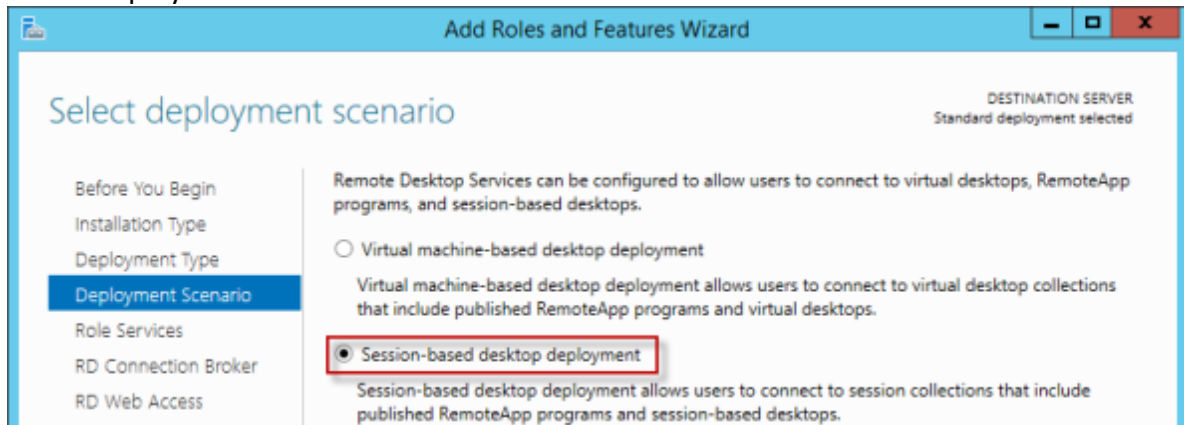 Add Roles and Features Wizard
Select deployment scenario
DESTINATION SERVER
Standard deployment selected
Before You Begin
Installation Type
Deployment Type
Deployment Scenario
Role Services
RD Connection Broker
RD Web Access
Remote Desktop Services can be configured to allow users to connect to virtual desktops, RemoteApp
programs, and session-based desktops.
Virtual machine-based desktop deployment
Virtual machine-based desktop deployment allows users to connect to virtual desktop collections
that include published RemoteApp programs and virtual desktops.
Session-based desktop deployment
Session-based desktop deployment allows users to connect to session collections that include
published RemoteApp programs and session-based desktops.